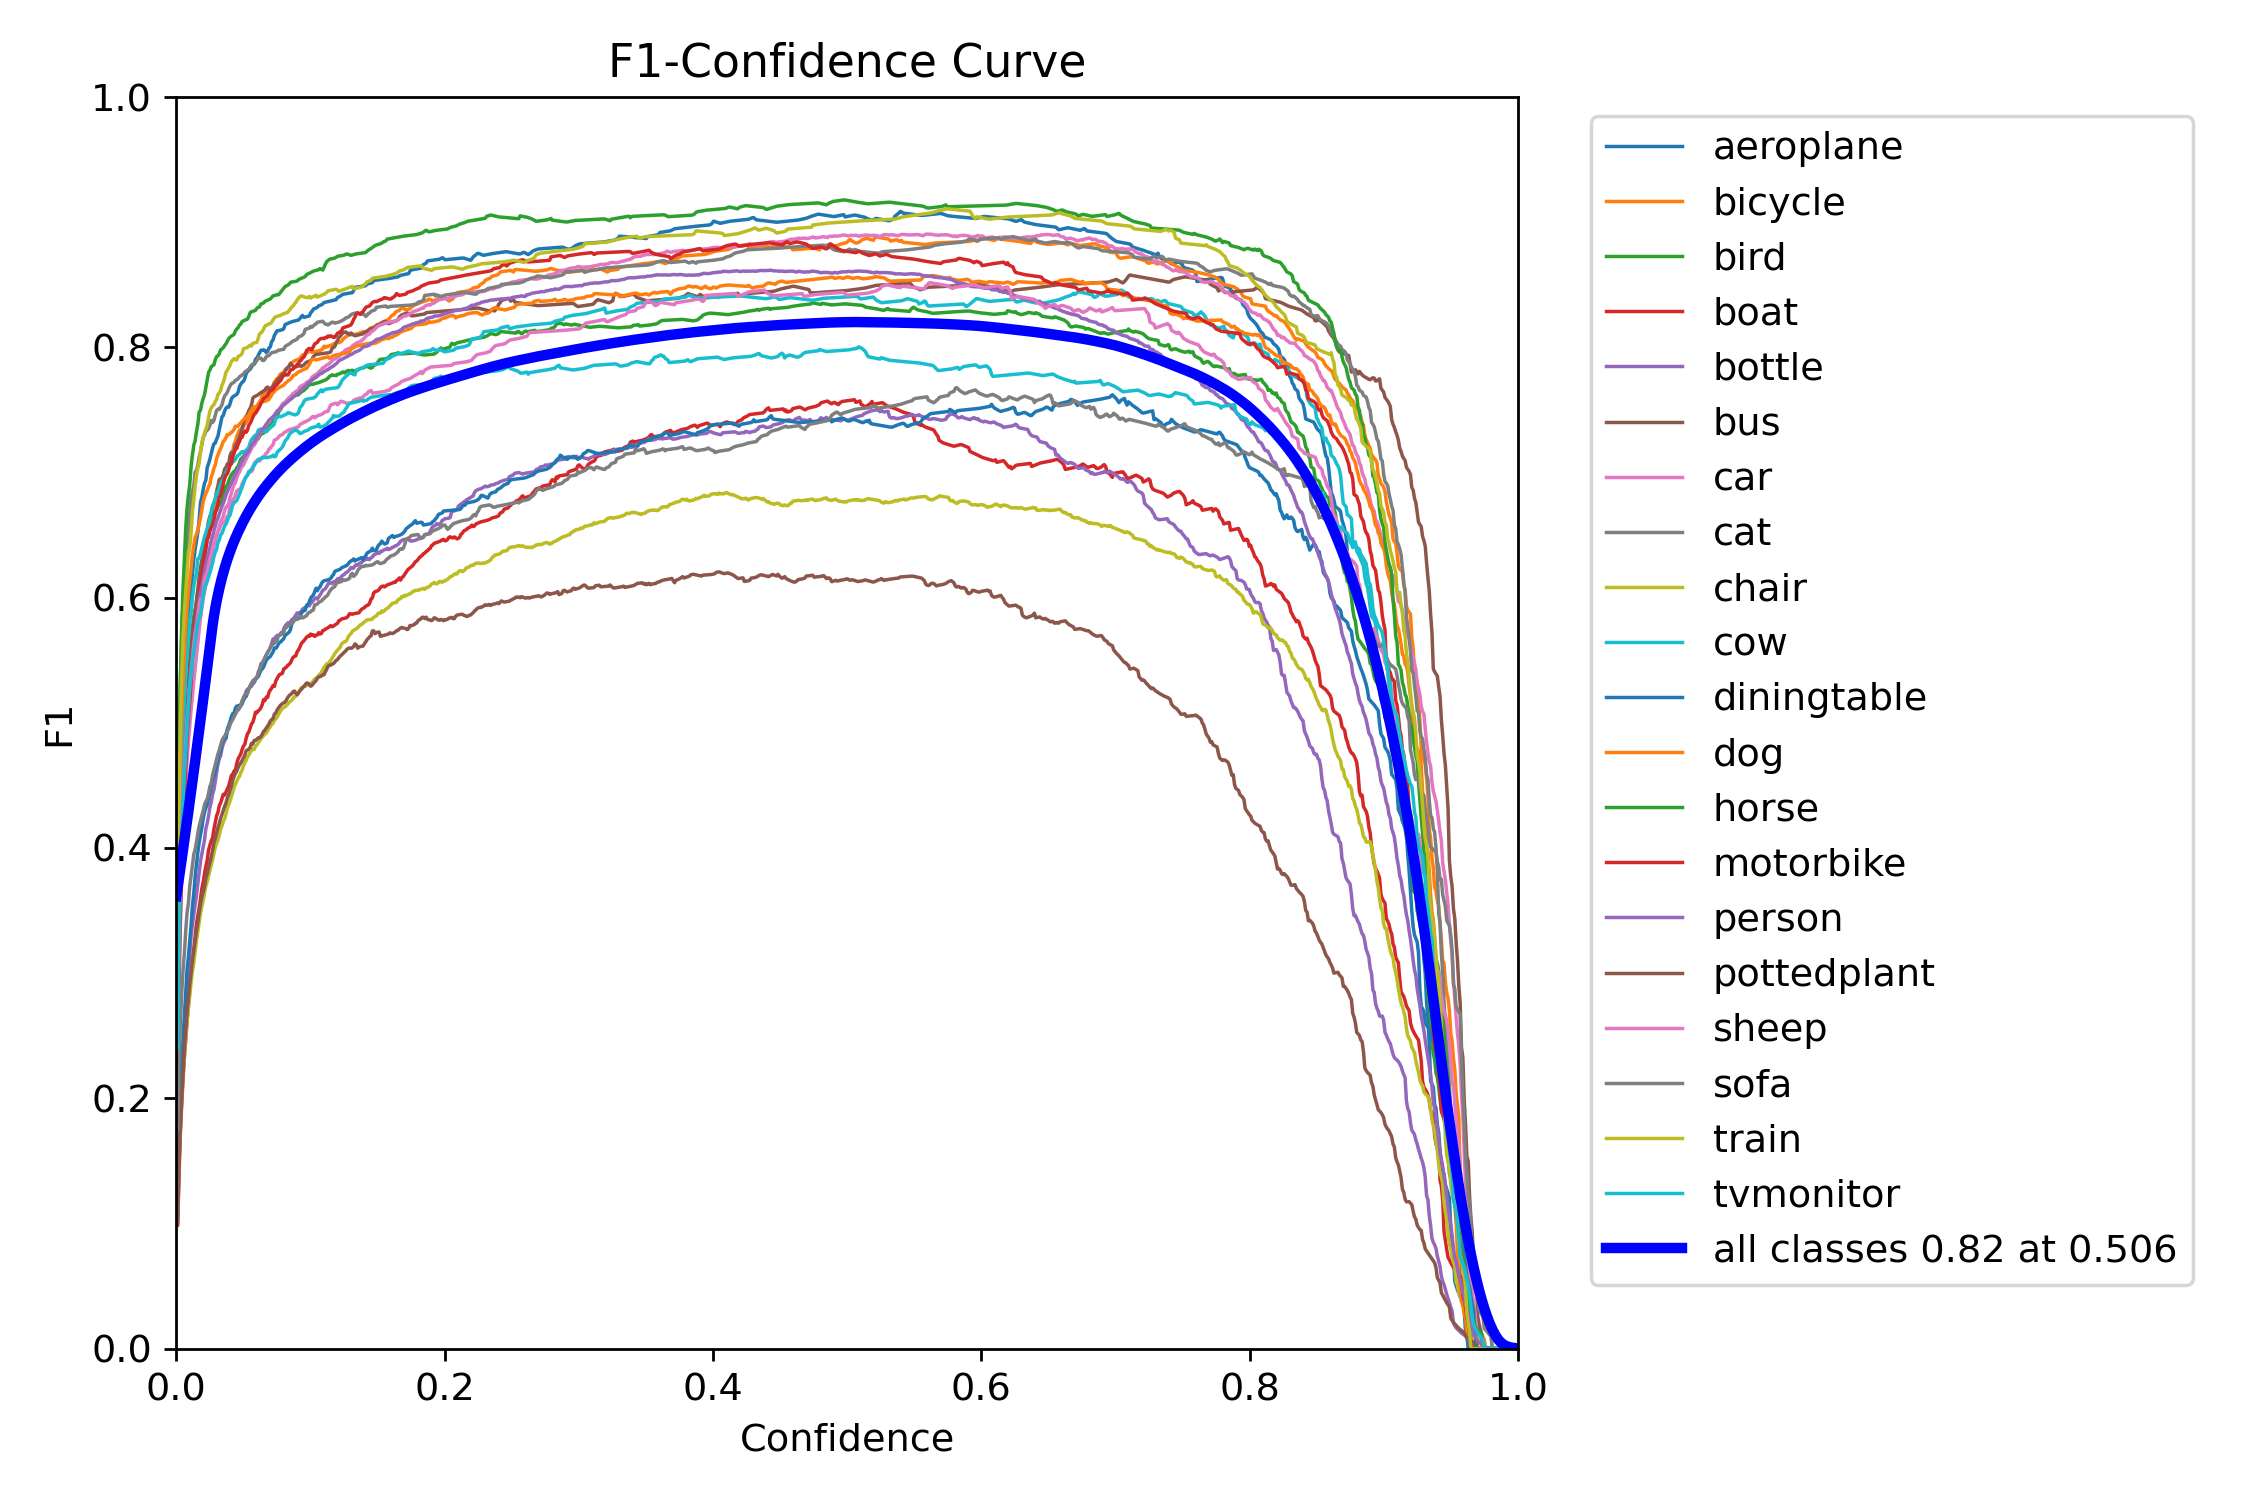 F1-Confidence Curve
1.0
0.8
0.6
0.4
0.2
0.0
F1
0.0 0.2 0.4 0.6 0.8 1.0
Confidence
aeroplane
bicycle
bird
boat
bottle
bus
car
cat
chair
cow
diningtable
dog
horse
motorbike
person
pottedplant
sheep
sofa
train
tvmonitor
all classes 0.82 at 0.506